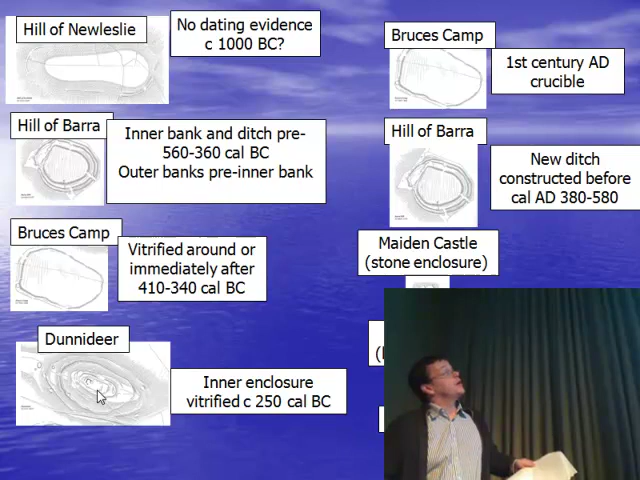 Hill of Newleslie
No dating evidence
c 1000 BC?
Hill of Barra
Inner bank and ditch pre-
560-360 cal BC
Outer banks pre-inner bank
Bruces Camp
Vitrified around or
immediately after
410-340 cal BC
Dunnideer
Inner enclosure
vitrified c 250 cal BC
Bruces Camp
1st century AD
crucible
Hill of Barra
New ditch
constructed before
cal AD 380-580
Maiden Castle
(stone enclosure)